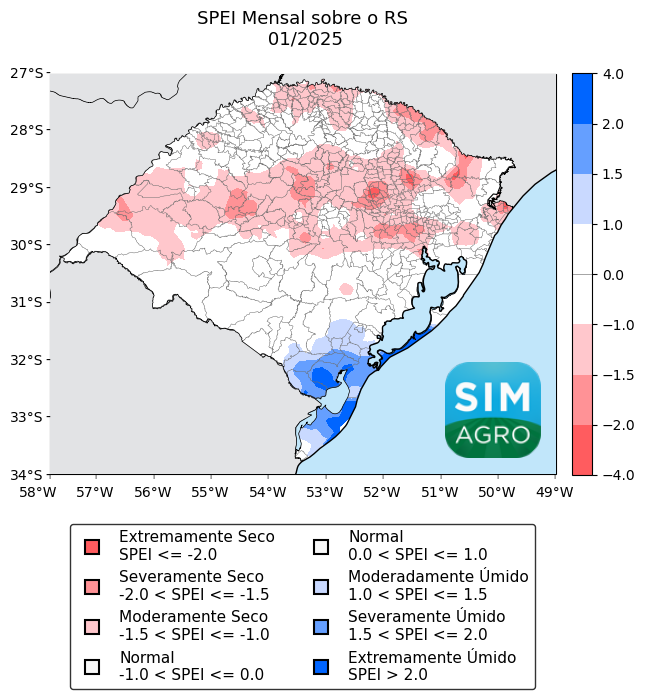 SPEI Mensal sobre o RS
01/2025
27°S
28°S
29°S
30°S
31°S
32°S
33°S
34°S
58°W 57°W 56°W 55°W 54°W 53°W 52°W 51°W 50°W 49°W
4.0
2.0
1.5
1.0
0.0
−1.0
−1.5
−2.0
−4.0
SIM
AGRO
Extremamente Seco
SPEI <= -2.0
Severamente Seco
-2.0 < SPEI <= -1.5
Moderamente Seco
-1.5 < SPEI <= -1.0
Normal
-1.0 < SPEI <= 0.0
Normal
0.0 < SPEI <= 1.0
Moderadamente Úmido
1.0 < SPEI <= 1.5
Severamente Úmido
1.5 < SPEI <= 2.0
Extremamente Úmido
SPEI > 2.0